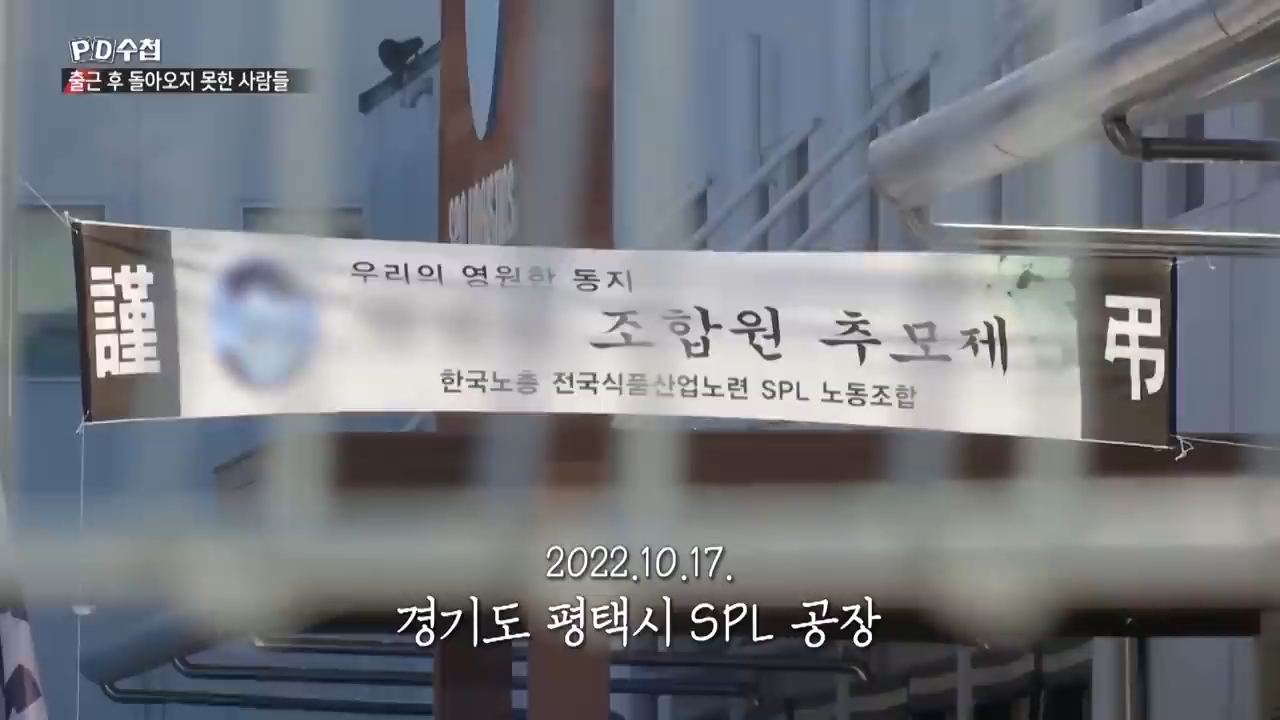 PD수첩
출근 후 돌아오지 못한 사람들
謹
우리의 영원한 동지
조합원 추모제
한국노총 전국식품산업노련 SPL 노동조합
弔
2022.10.17.
경기도 평택시 SPL 공장